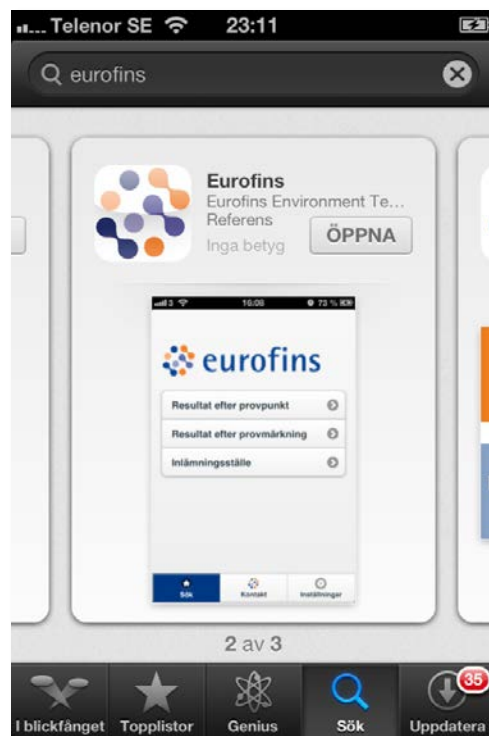 Telenor SE 23:11
eurofins
Eurofins
Eurofins Environment Te...
Referens
Inga betyg
ÖPPNA
3 16:08 73 %
eurofins
Resultat efter provpunkt
Resultat efter provmärkning
Inlämningsställe
Sök Kontakt Inställningar
2 av 3
35
I blickfånget Topplistor Genius Sök Uppdatera